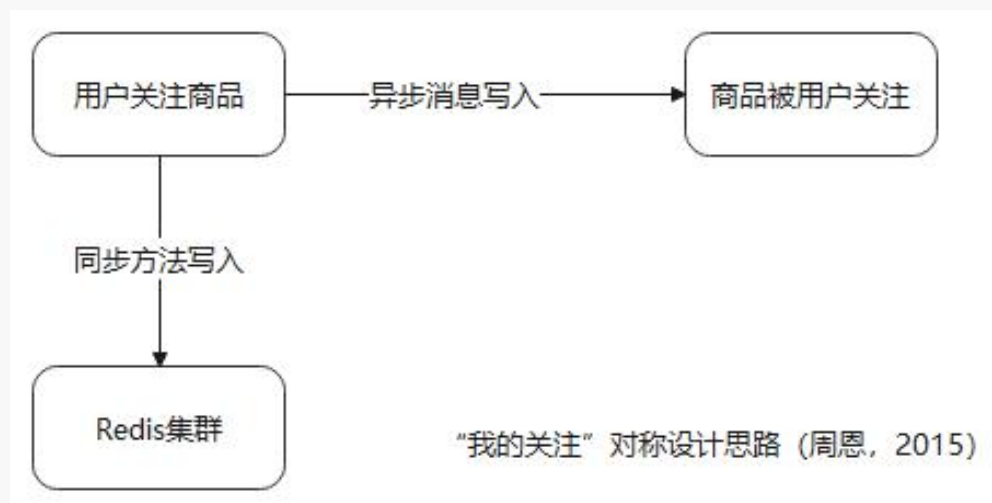 用户关注商品
异步消息写入
商品被用户关注
同步方法写入
Redis集群
“我的关注”对称设计思路（周恩，2015）